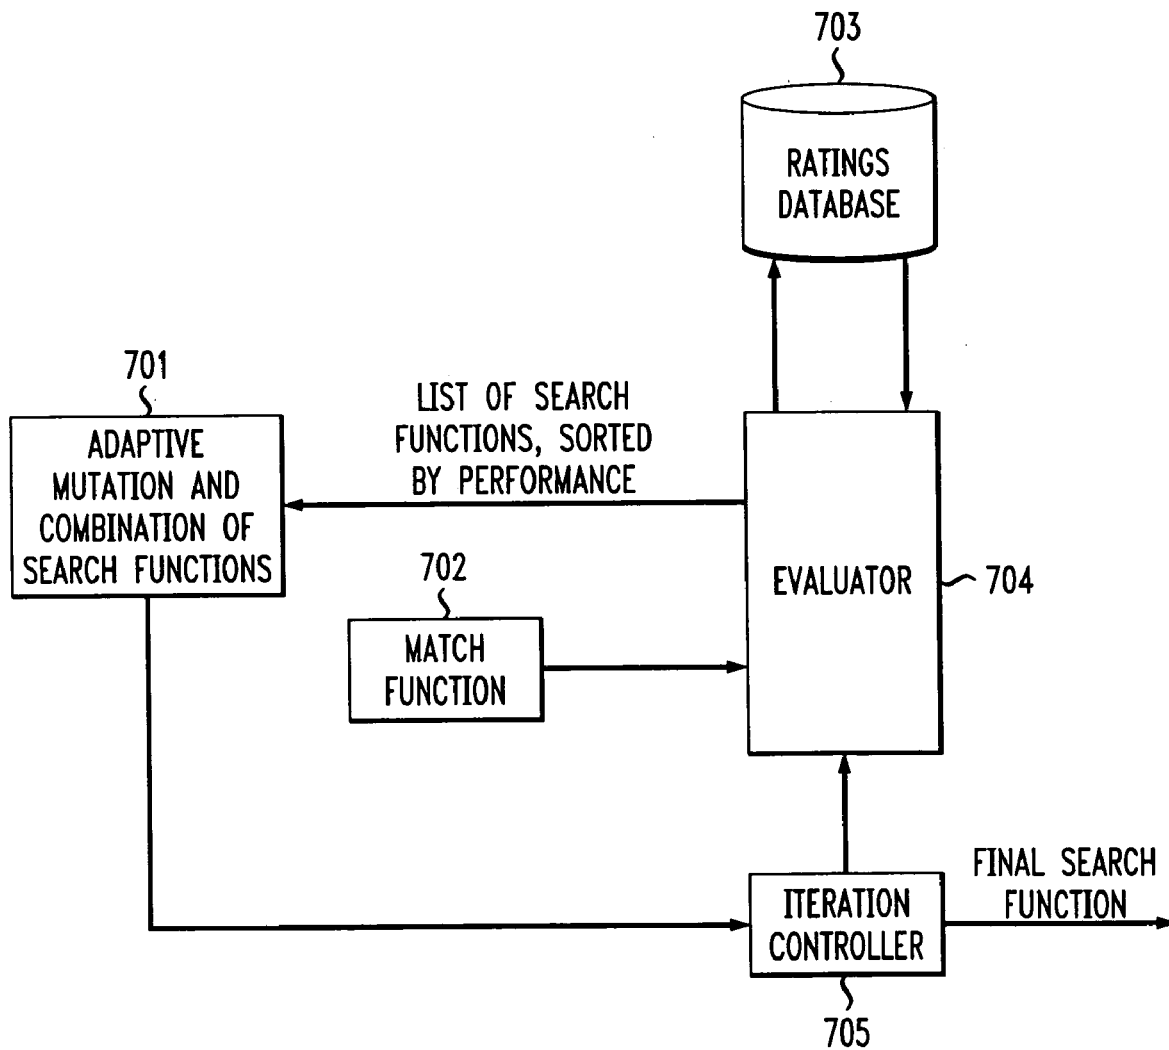 703
RATINGS
DATABASE
701
ADAPTIVE
MUTATION AND
COMBINATION OF
SEARCH FUNCTIONS
LIST OF SEARCH
FUNCTIONS, SORTED
BY PERFORMANCE
702
MATCH
FUNCTION
EVALUATOR
704
ITERATION
CONTROLLER
705
FINAL SEARCH
FUNCTION